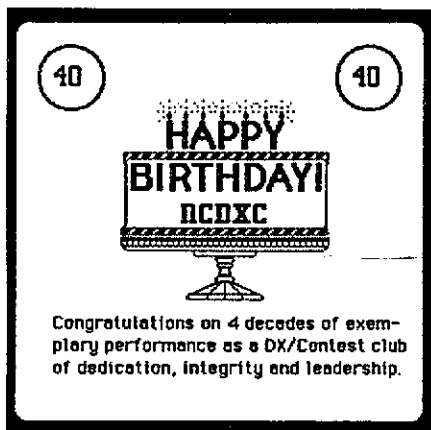 40 40
HAPPY
BIRTHDAY!
NCDXC
Congratulations on 4 decades of exem-
plary performance as a DX/Contest club
of dedication, integrity and leadership.